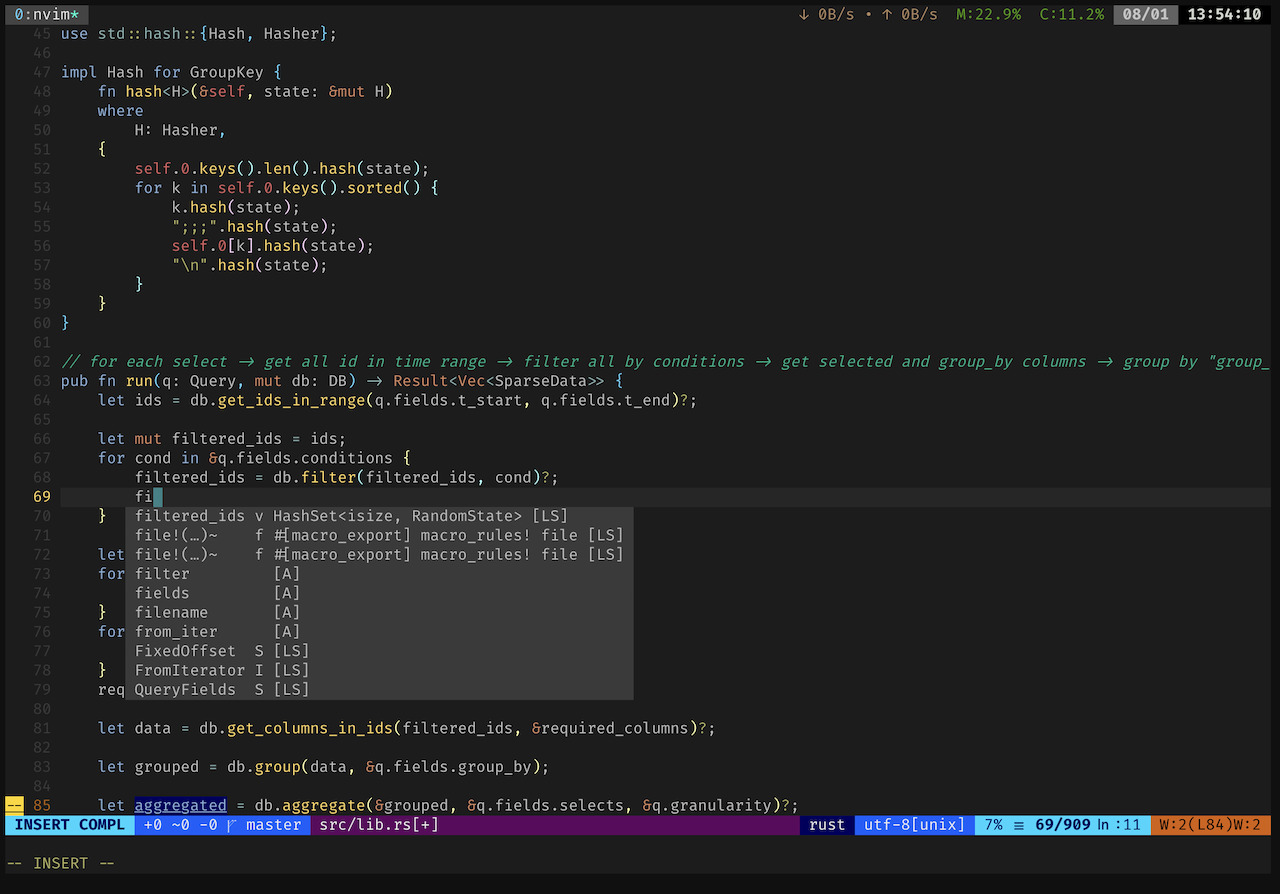 0:nvim* ↓ 0B/s • ↑ 0B/s M:22.9% C:11.2% 08/01 13:54:10
45 use std::hash::{Hash, Hasher};
46
47 impl Hash for GroupKey {
48     fn hash<H>(&self, state: &mut H)
49     where
50         H: Hasher,
51     {
52         self.0.keys().len().hash(state);
53         for k in self.0.keys().sorted() {
54             k.hash(state);
55             ";;;".hash(state);
56             self.0[k].hash(state);
57             "\n".hash(state);
58         }
59     }
60 }
61
62 // for each select → get all id in time range → filter all by conditions → get selected and group_by columns → group by "group_
63 pub fn run(q: Query, mut db: DB) → Result<Vec<SparseData>> {
64     let ids = db.get_ids_in_range(q.fields.t_start, q.fields.t_end)?;
65
66     let mut filtered_ids = ids;
67     for cond in &q.fields.conditions {
68         filtered_ids = db.filter(filtered_ids, cond)?;
69         fi
70     } filtered_ids v HashSet<isize, RandomState> [LS]
71         file!(…)~ f #[macro_export] macro_rules! file [LS]
72     let file!(…)~ f #[macro_export] macro_rules! file [LS]
73     for filter [A]
74         fields [A]
75     } filename [A]
76     for from_iter [A]
77         FixedOffset S [LS]
78     } FromIterator I [LS]
79     req QueryFields S [LS]
80
81     let data = db.get_columns_in_ids(filtered_ids, &required_columns)?;
82
83     let grouped = db.group(data, &q.fields.group_by);
84
-- 85     let aggregated = db.aggregate(&grouped, &q.fields.selects, &q.granularity)?;
INSERT COMPL +0 ~0 -0 master src/lib.rs[+] rust utf-8[unix] 7% ≡ 69/909 ln :11 W:2(L84)W:2
-- INSERT --